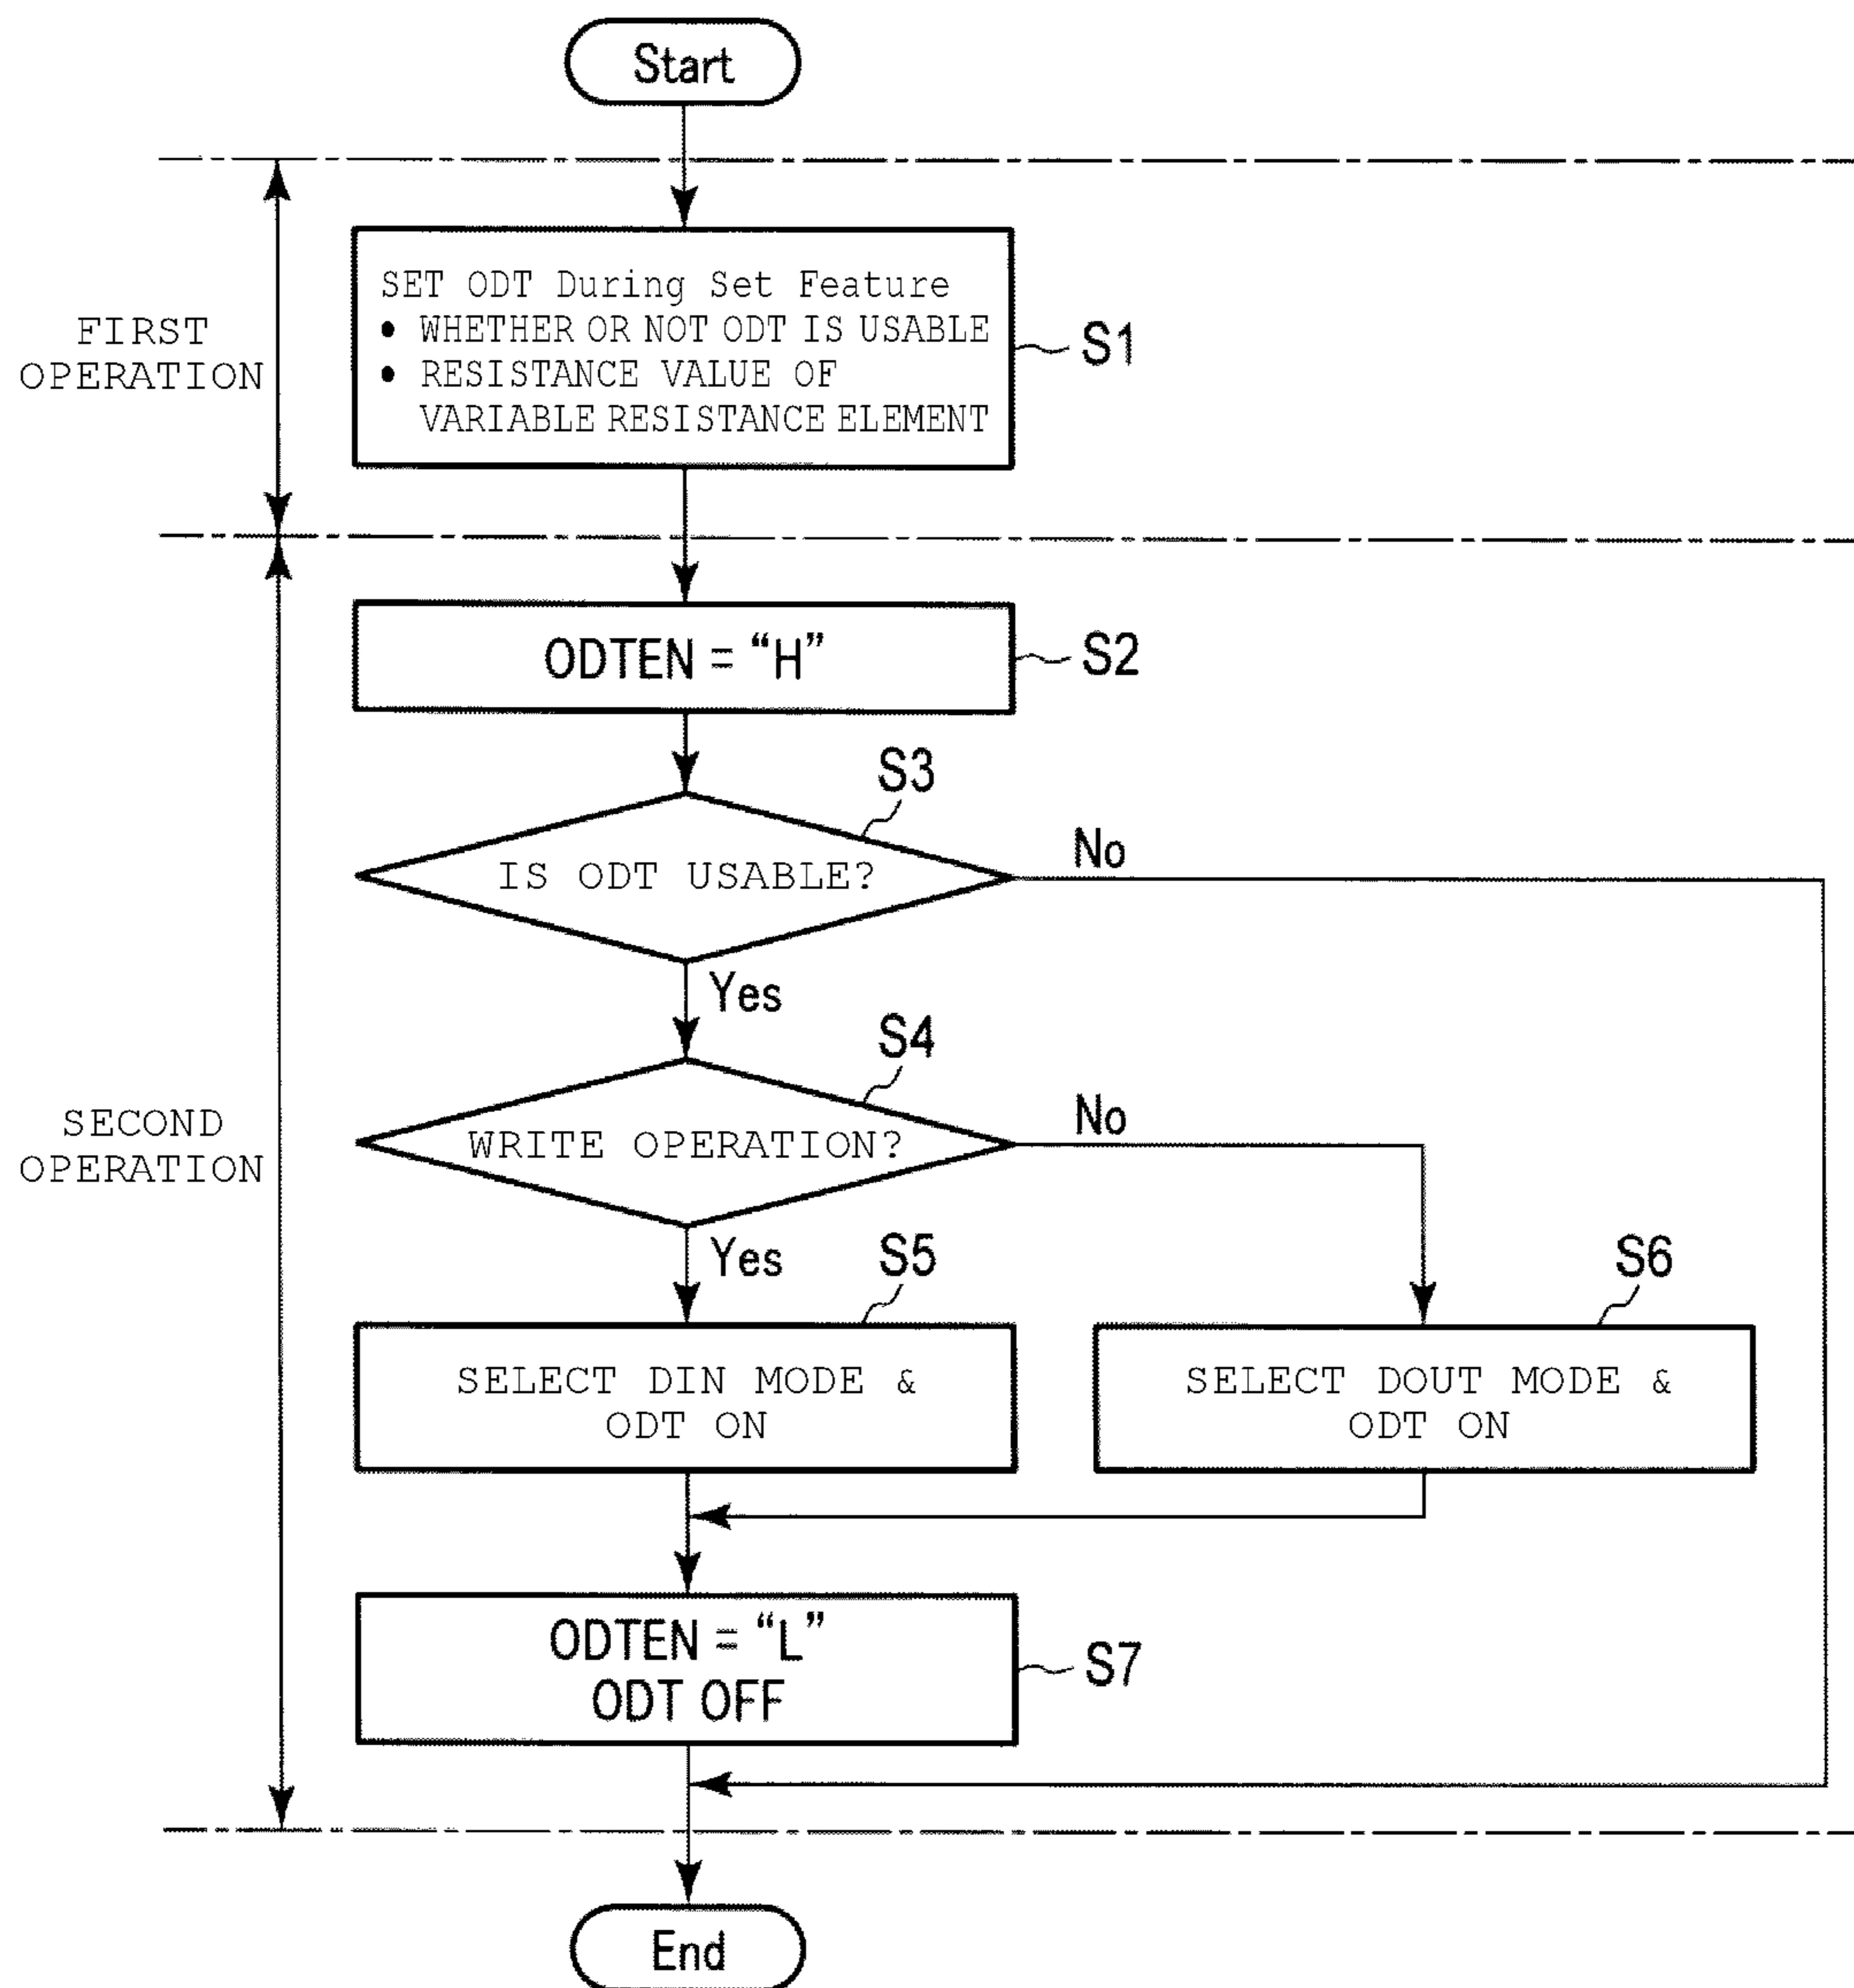 Start
FIRST
OPERATION
SET ODT During Set Feature
• WHETHER OR NOT ODT IS USABLE
• RESISTANCE VALUE OF
VARIABLE RESISTANCE ELEMENT
S1
ODTEN = “H”
S2
S3
IS ODT USABLE?
No
Yes
S4
SECOND
OPERATION
WRITE OPERATION?
No
Yes
S5
S6
SELECT DIN MODE &
ODT ON
SELECT DOUT MODE &
ODT ON
ODTEN = “L”
ODT OFF
S7
End